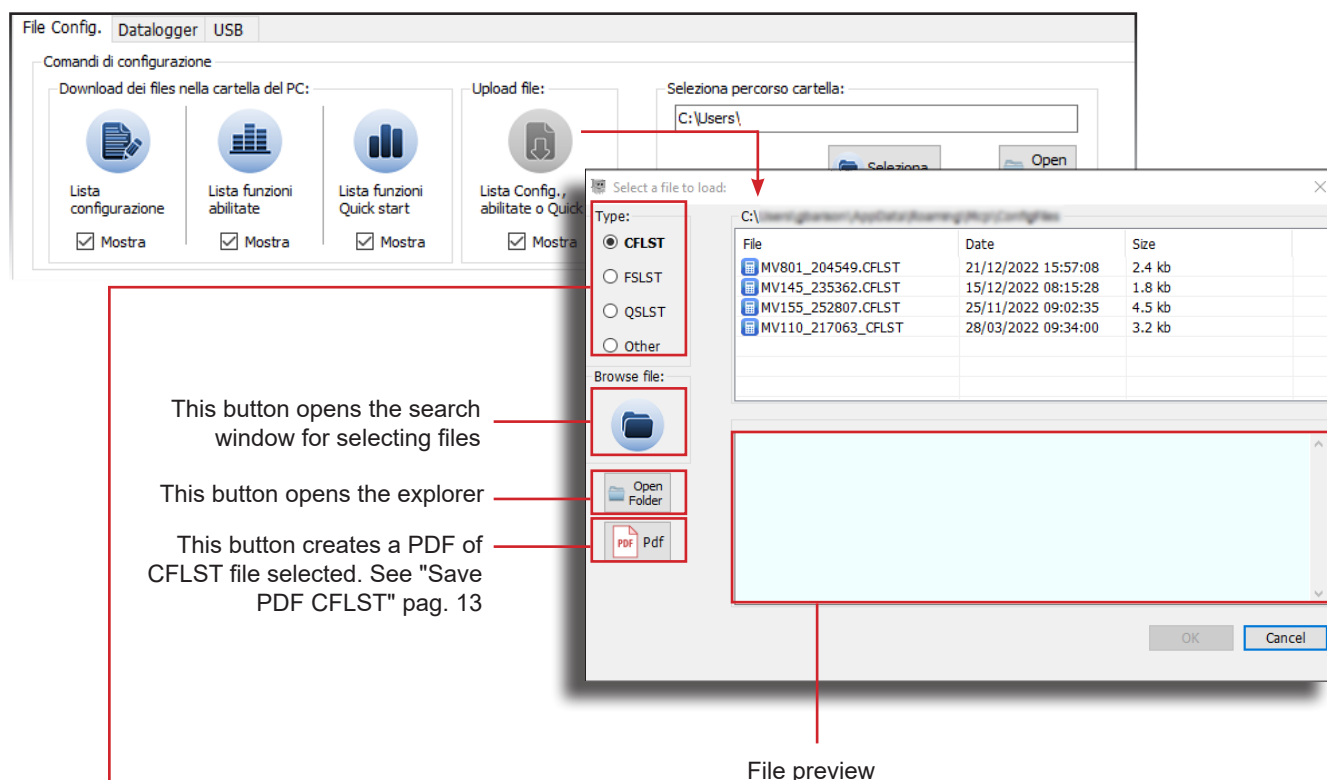 File Config. Datalogger USB
Comandi di configurazione
Download dei files nella cartella del PC:
Lista
configurazione
Mostra
Lista funzioni
abilitate
Mostra
Lista funzioni
Quick start
Mostra
Upload file:
Lista Config.,
abilitate o Quick
Mostra
Seleziona percorso cartella:
C:\Users\
Seleziona
Open
Select a file to load:
Type:
CFLST
FSLST
QSLST
Other
Browse file:
Open
Folder
PDF Pdf
C:\
File Date Size
MV801_204549.CFLST 21/12/2022 15:57:08 2.4 kb
MV145_235362.CFLST 15/12/2022 08:15:28 1.8 kb
MV155_252807.CFLST 25/11/2022 09:02:35 4.5 kb
MV110_217063_CFLST 28/03/2022 09:34:00 3.2 kb
OK Cancel
This button opens the search
window for selecting files
This button opens the explorer
This button creates a PDF of
CFLST file selected. See "Save
PDF CFLST" pag. 13
File preview